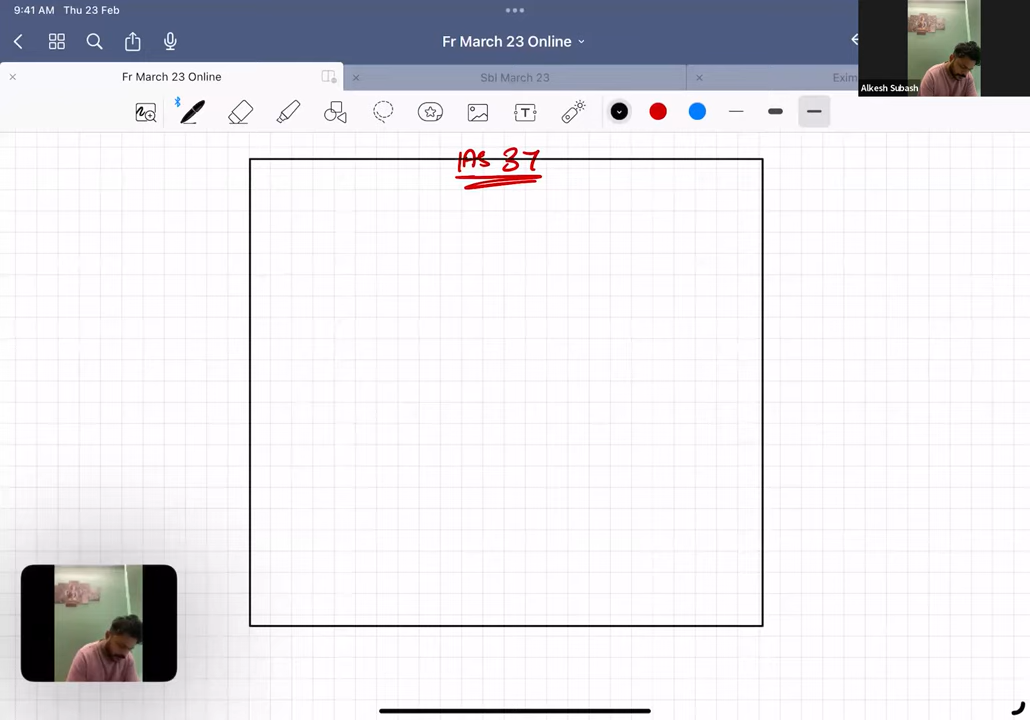 9:41 AM Thu 23 Feb
Fr March 23 Online
Fr March 23 Online
Sbl March 23
Exim
Alkesh Subash
T
IAS 37